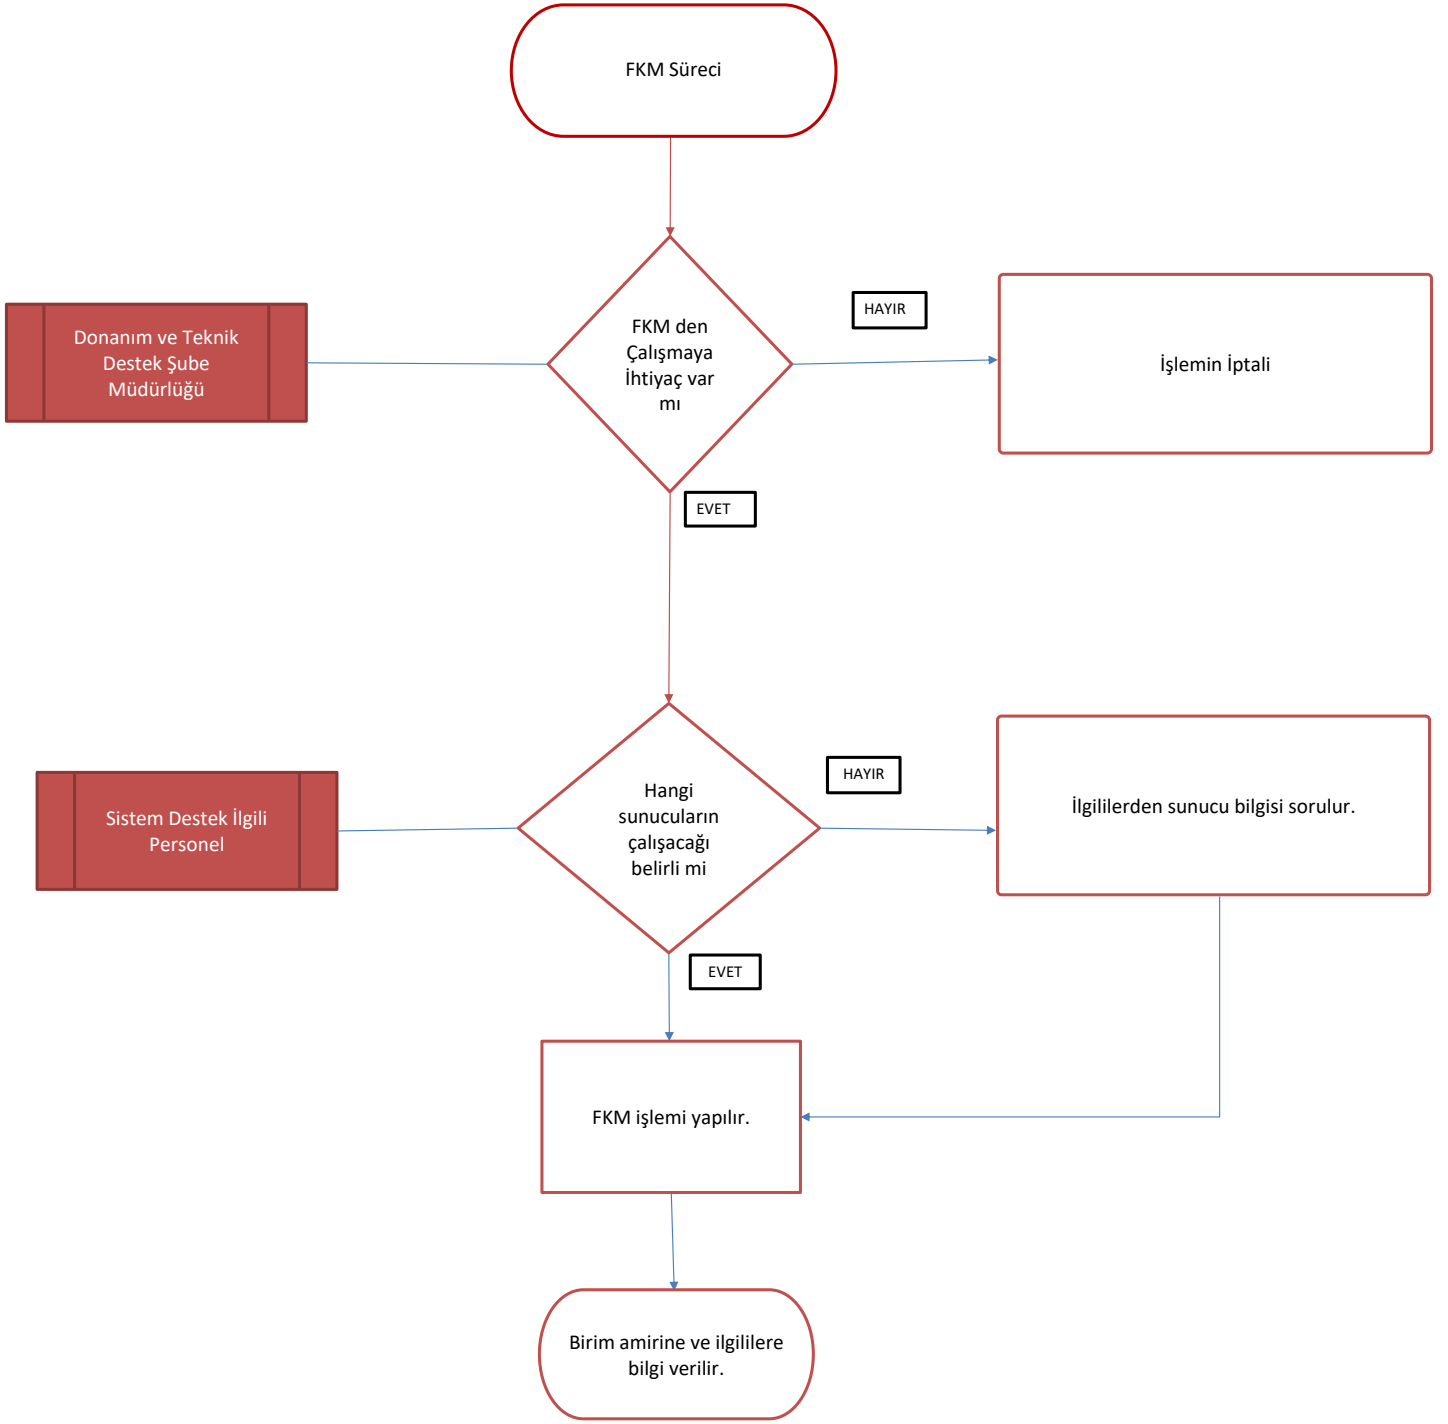 FKM Süreci
FKM den
Çalışmaya
İhtiyaç var
mı
HAYIR
İşlemin İptali
Donanım ve Teknik
Destek Şube
Müdürlüğü
EVET
Hangi
sunucuların
çalışacağı
belirli mi
HAYIR
İlgililerden sunucu bilgisi sorulur.
Sistem Destek İlgili
Personel
EVET
FKM işlemi yapılır.
Birim amirine ve ilgililere
bilgi verilir.